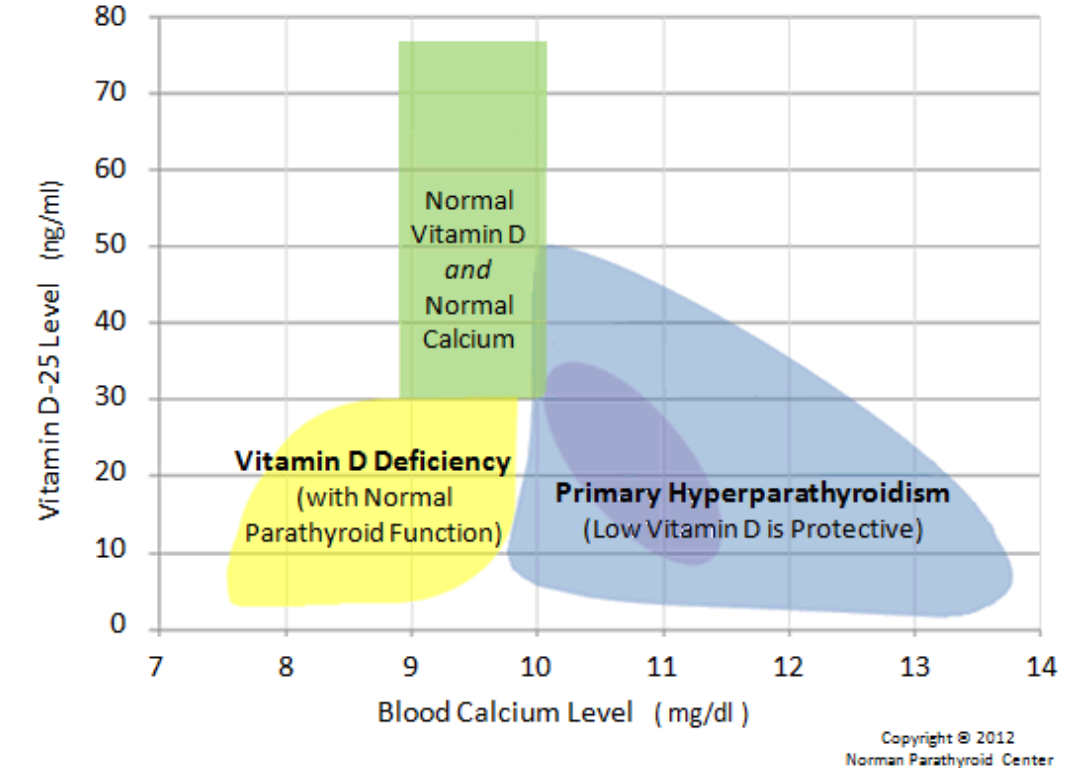 80
70
60
50
40
30
20
10
0
Vitamin D-25 Level (ng/ml)
Normal
Vitamin D
and
Normal
Calcium
Vitamin D Deficiency
(with Normal
Parathyroid Function)
Primary Hyperparathyroidism
(Low Vitamin D is Protective)
7 8 9 10 11 12 13 14
Blood Calcium Level ( mg/dl )
Copyright © 2012
Norman Parathyroid Center